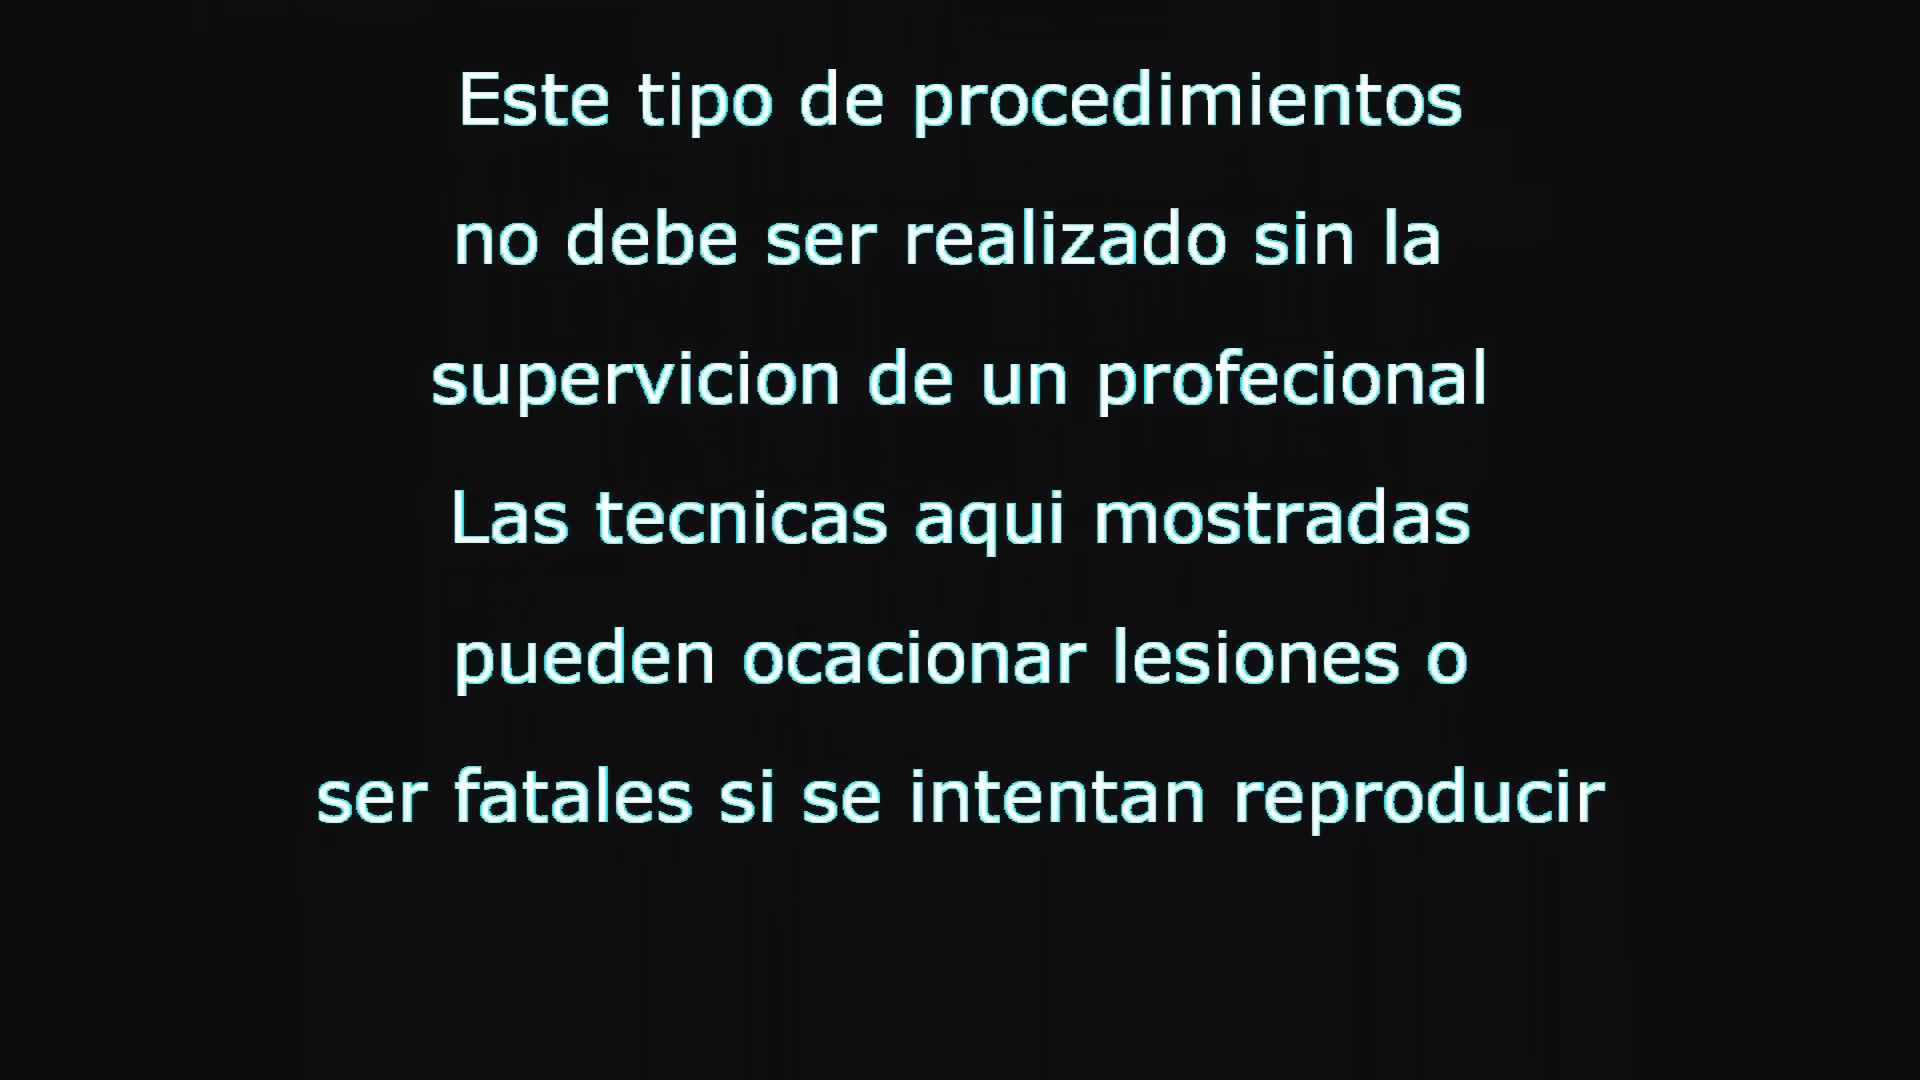 Este tipo de procedimientos
no debe ser realizado sin la
supervicion de un profecional
Las tecnicas aqui mostradas
pueden ocacionar lesiones o
ser fatales si se intentan reproducir